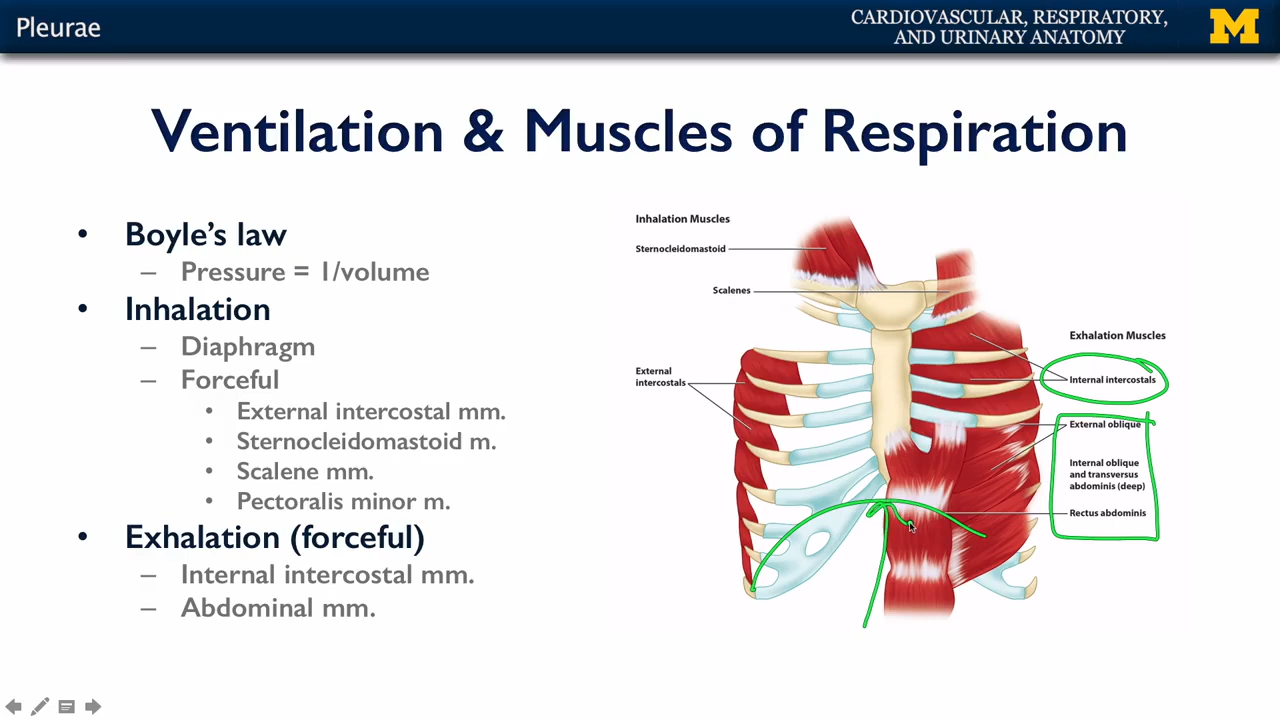 Pleurae
CARDIOVASCULAR, RESPIRATORY,
AND URINARY ANATOMY
M
Ventilation & Muscles of Respiration
• Boyle's law
– Pressure = 1/volume
• Inhalation
– Diaphragm
– Forceful
• External intercostal mm.
• Sternocleidomastoid m.
• Scalene mm.
• Pectoralis minor m.
• Exhalation (forceful)
– Internal intercostal mm.
– Abdominal mm.
Inhalation Muscles
Sternocleidomastoid
Scalenes
External
intercostals
Exhalation Muscles
Internal intercostals
External oblique
Internal oblique
and transversus
abdominis (deep)
Rectus abdominis